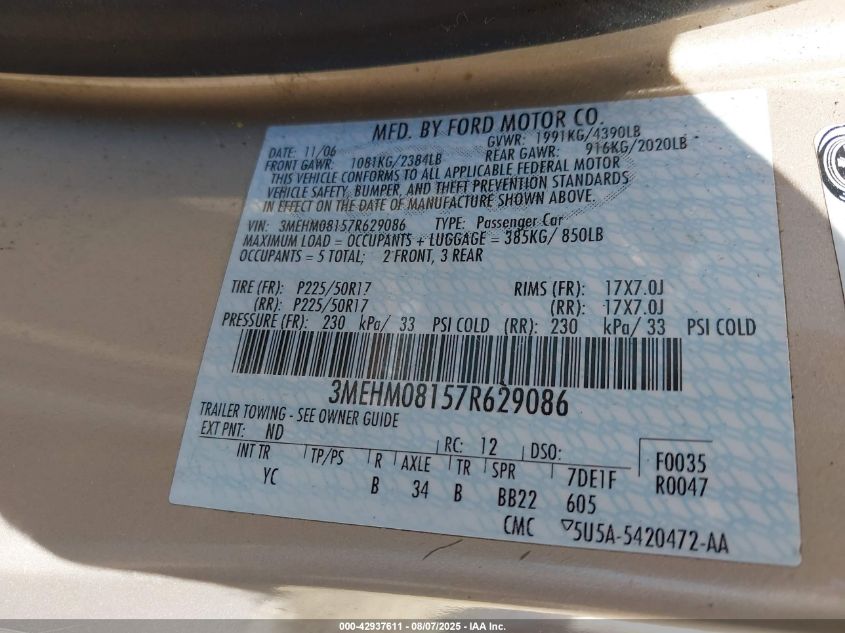 MFD. BY FORD MOTOR CO.
DATE: 11/06 GVWR: 1991KG/4390LB
FRONT GAWR: 1081KG/2384LB REAR GAWR: 916KG/2020LB
THIS VEHICLE CONFORMS TO ALL APPLICABLE FEDERAL MOTOR
VEHICLE SAFETY, BUMPER, AND THEFT PREVENTION STANDARDS
IN EFFECT ON THE DATE OF MANUFACTURE SHOWN ABOVE.
VIN: 3MEHM08157R629086 TYPE: Passenger Car
MAXIMUM LOAD = OCCUPANTS + LUGGAGE = 385KG/ 850LB
OCCUPANTS = 5 TOTAL; 2 FRONT, 3 REAR
TIRE (FR): P225/50R17 RIMS (FR): 17X7.0J
(RR): P225/50R17 (RR): 17X7.0J
PRESSURE (FR): 230 kPa/ 33 PSI COLD (RR): 230 kPa/ 33 PSI COLD
3MEHM08157R629086
TRAILER TOWING - SEE OWNER GUIDE
EXT PNT: ND RC: 12 DSO:
INT TR TP/PS R AXLE TR SPR 7DE1F F0035
YC B 34 B BB22 605 R0047
CMC ▽5U5A-5420472-AA
000-42937611 - 08/07/2025 - IAA Inc.